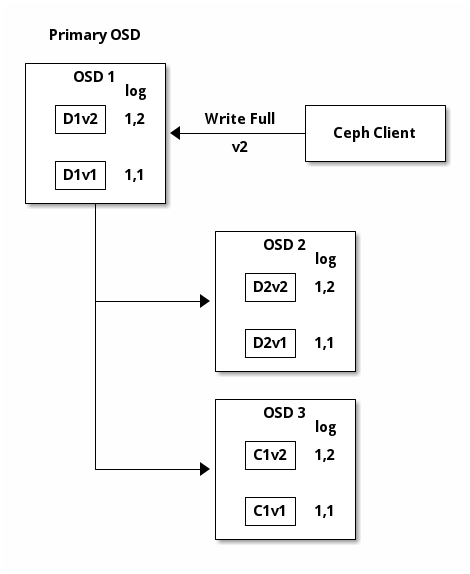 Primary OSD
OSD 1
log
D1v2 1,2
D1v1 1,1
Write Full
v2
Ceph Client
OSD 2
log
D2v2 1,2
D2v1 1,1
OSD 3
log
C1v2 1,2
C1v1 1,1